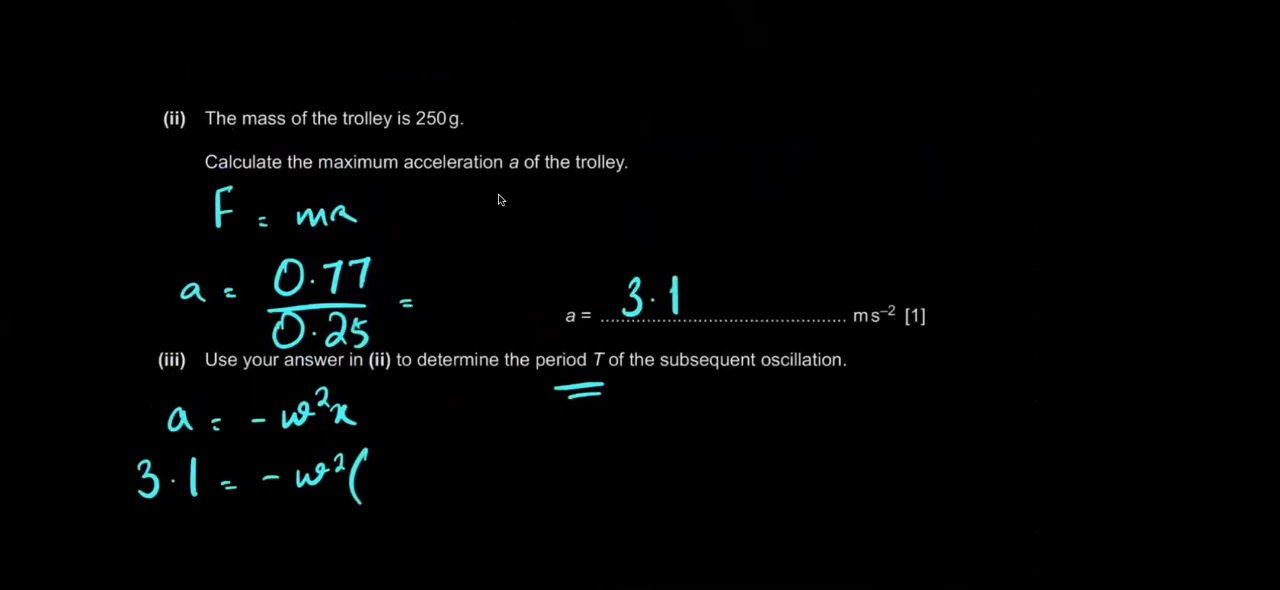 (ii) The mass of the trolley is 250 g.
Calculate the maximum acceleration a of the trolley.
F = ma
a = 0.77 / 0.25 =
a = 3.1 ms⁻² [1]
(iii) Use your answer in (ii) to determine the period T of the subsequent oscillation.
a = - ω²x
3.1 = - ω²(